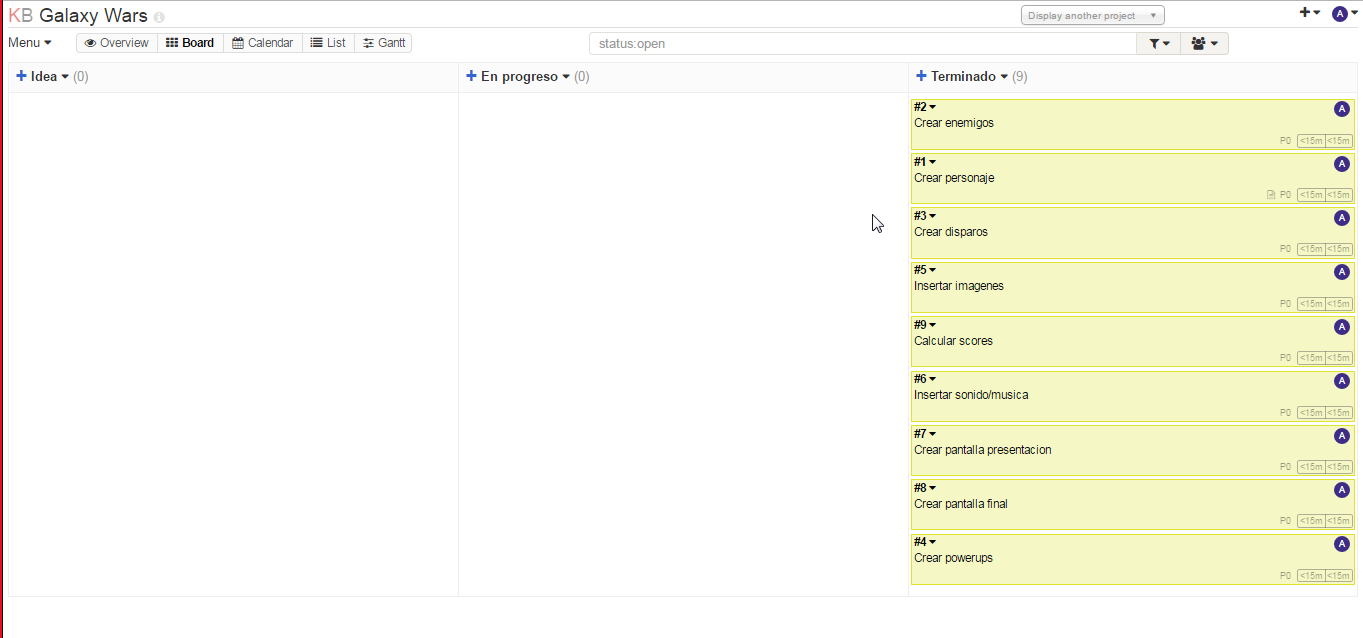 KB Galaxy Wars
Display another project
A
Menu
Overview
Board
Calendar
List
Gantt
status:open
Idea (0)
En progreso (0)
Terminado (9)
#2
A
Crear enemigos
P0 <15m <15m
#1
A
Crear personaje
P0 <15m <15m
#3
A
Crear disparos
P0 <15m <15m
#5
A
Insertar imagenes
P0 <15m <15m
#9
A
Calcular scores
P0 <15m <15m
#6
A
Insertar sonido/musica
P0 <15m <15m
#7
A
Crear pantalla presentacion
P0 <15m <15m
#8
A
Crear pantalla final
P0 <15m <15m
#4
A
Crear powerups
P0 <15m <15m